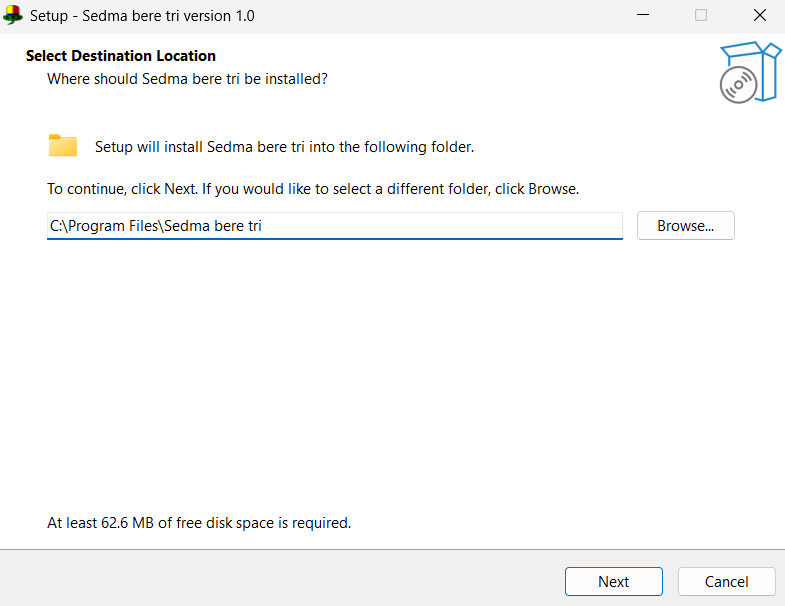 Setup - Sedma bere tri version 1.0
Select Destination Location
Where should Sedma bere tri be installed?
Setup will install Sedma bere tri into the following folder.
To continue, click Next. If you would like to select a different folder, click Browse.
C:\Program Files\Sedma bere tri
Browse...
At least 62.6 MB of free disk space is required.
Next
Cancel